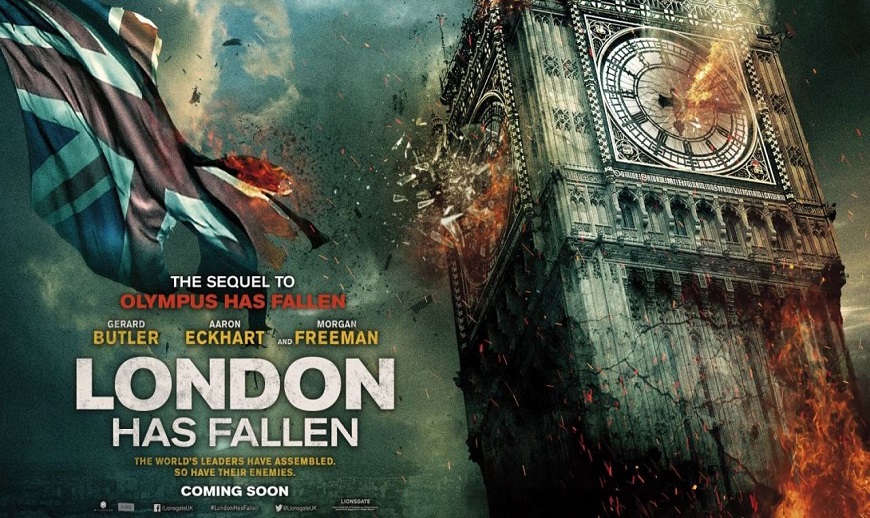 THE SEQUEL TO
OLYMPUS HAS FALLEN
GERARD BUTLER AARON ECKHART AND MORGAN FREEMAN
LONDON
HAS FALLEN
THE WORLD'S LEADERS HAVE ASSEMBLED.
SO HAVE THEIR ENEMIES.
COMING SOON
/LionsgateUK #LondonHasFallen @LionsgateUK LIONSGATE